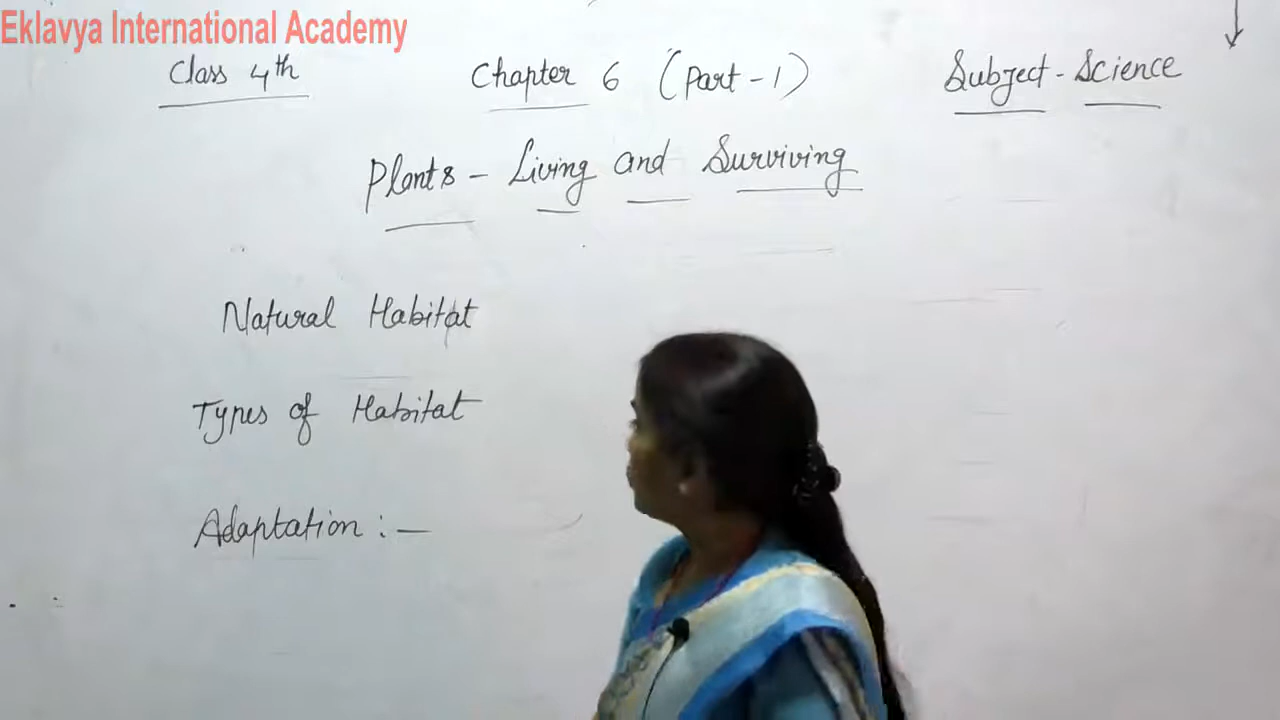 Eklavya International Academy
Class 4th Chapter 6 (Part-1) Subject-Science
Plants - Living and Surviving
Natural Habitat
Types of Habitat
Adaptation :-